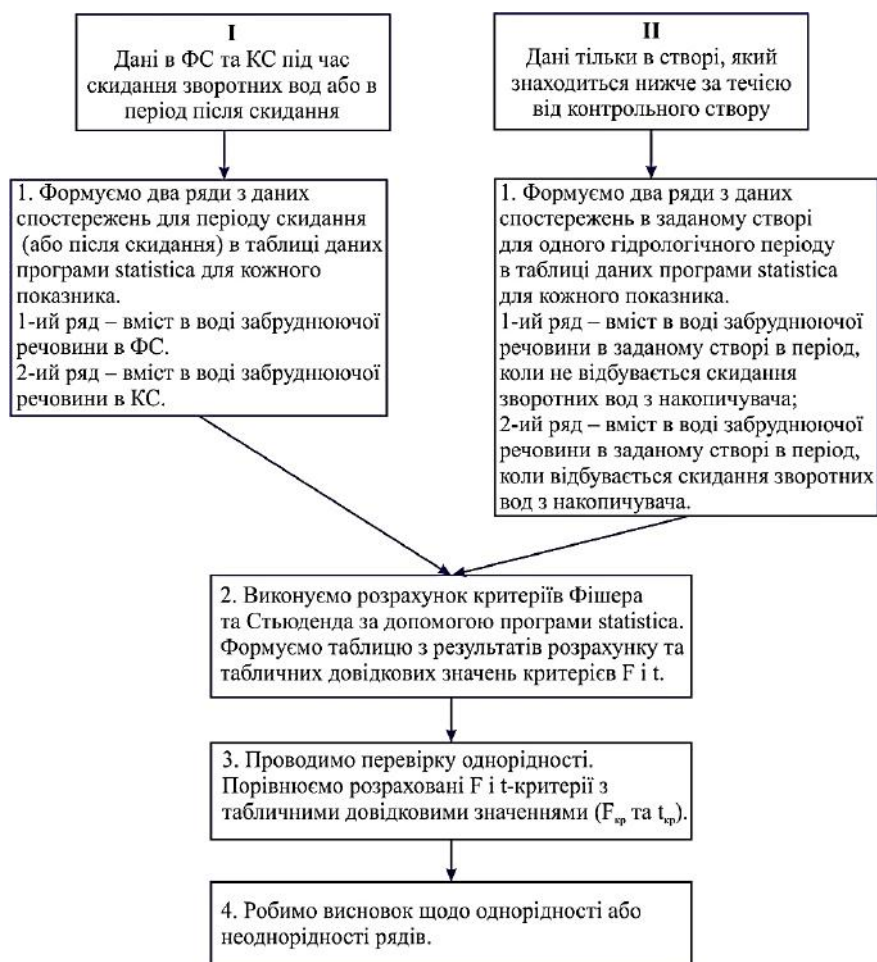 I
Дані в ФС та КС під час
скидання зворотних вод або в
період після скидання
II
Дані тільки в створі, який
знаходиться нижче за течією
від контрольного створу
1. Формуємо два ряди з даних
спостережень для періоду скидання
(або після скидання) в таблиці даних
програми statistica для кожного
показника.
1-ий ряд – вміст в воді забруднюючої
речовини в ФС.
2-ий ряд – вміст в воді забруднюючої
речовини в КС.
1. Формуємо два ряди з даних
спостережень в заданому створі
для одного гідрологічного періоду
в таблиці даних програми statistica
для кожного показника.
1-ий ряд – вміст в воді забруднюючої
речовини в заданому створі в період,
коли не відбувається скидання
зворотних вод з накопичувача;
2-ий ряд – вміст в воді забруднюючої
речовини в заданому створі в період,
коли відбувається скидання зворотних
вод з накопичувача.
2. Виконуємо розрахунок критеріїв Фішера
та Стьюденда за допомогою програми statistica.
Формуємо таблицю з результатів розрахунку та
табличних довідкових значень критерієв F і t.
3. Проводимо перевірку однорідності.
Порівнюємо розраховані F і t-критерії з
табличними довідковими значеннями (Fкр та tкр).
4. Робимо висновок щодо однорідності або
неоднорідності рядів.